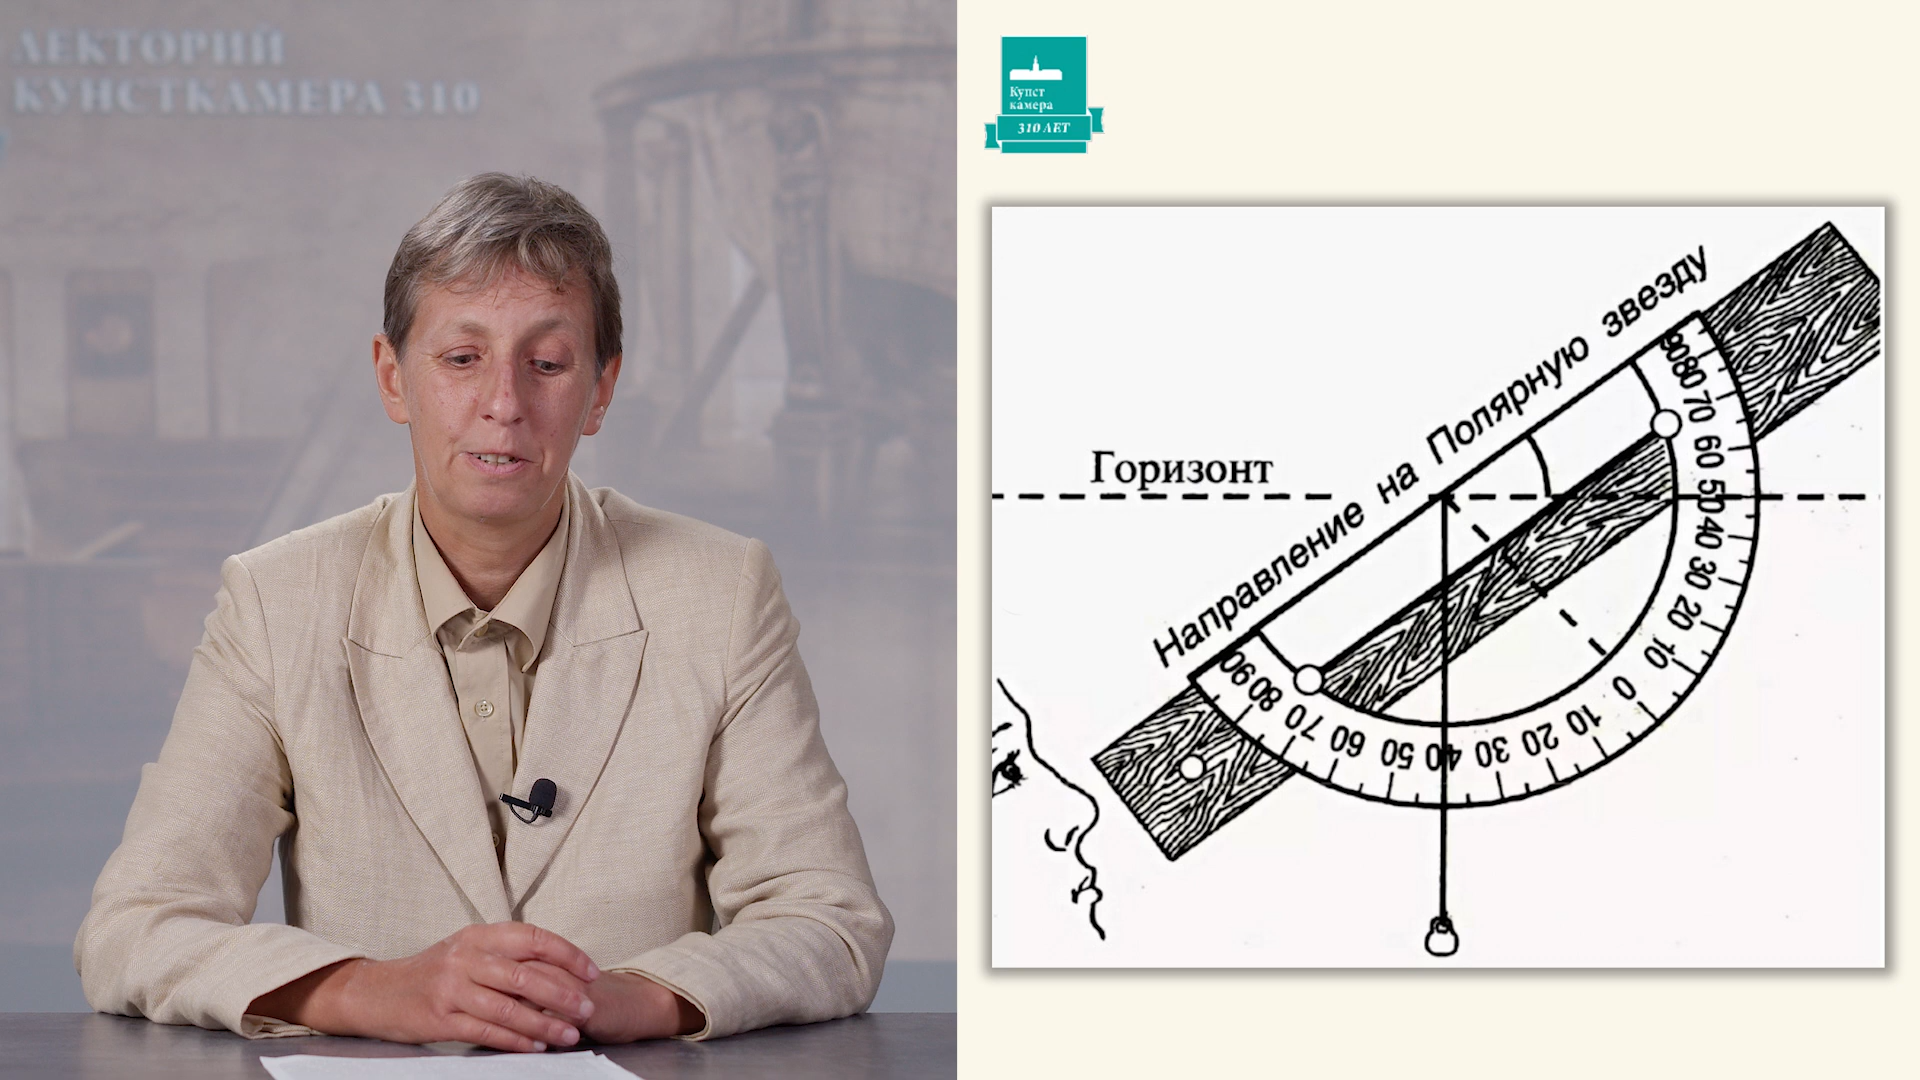 ЛЕКТОРИЙ
КУНСТКАМЕРА 310
Кунст
камера
310 ЛЕТ
Направление на Полярную звезду
Горизонт
90 80 70 60 50 40 30 20 10 0 10 20 30 40 50 60 70 80 90